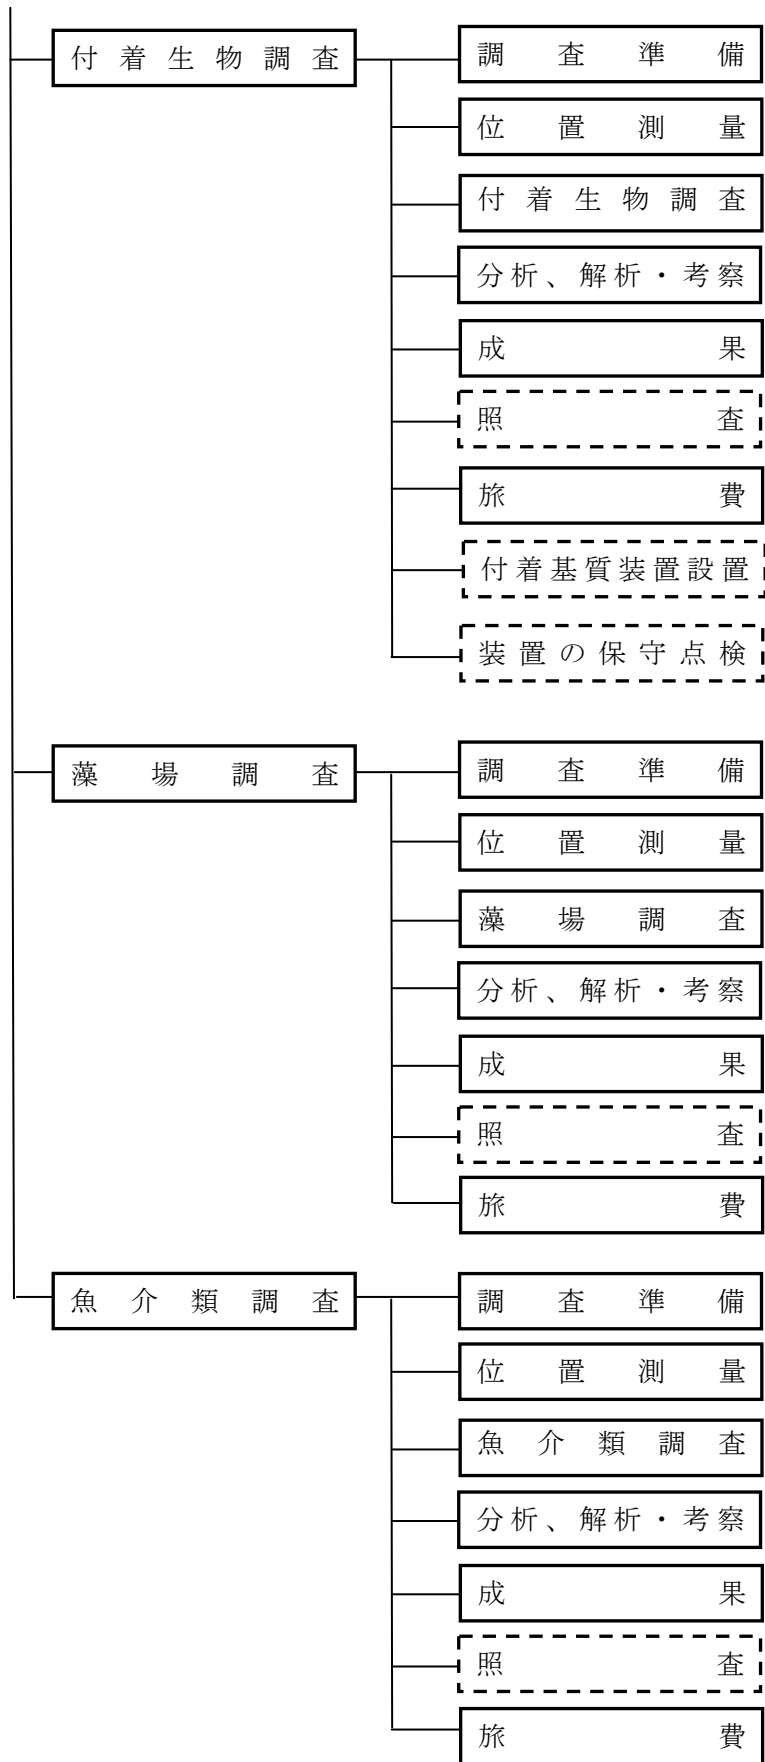 付着生物調査
調査準備
位置測量
付着生物調査
分析、解析・考察
成果
照査
旅費
付着基質装置設置
装置の保守点検
藻場調査
調査準備
位置測量
藻場調査
分析、解析・考察
成果
照査
旅費
魚介類調査
調査準備
位置測量
魚介類調査
分析、解析・考察
成果
照査
旅費